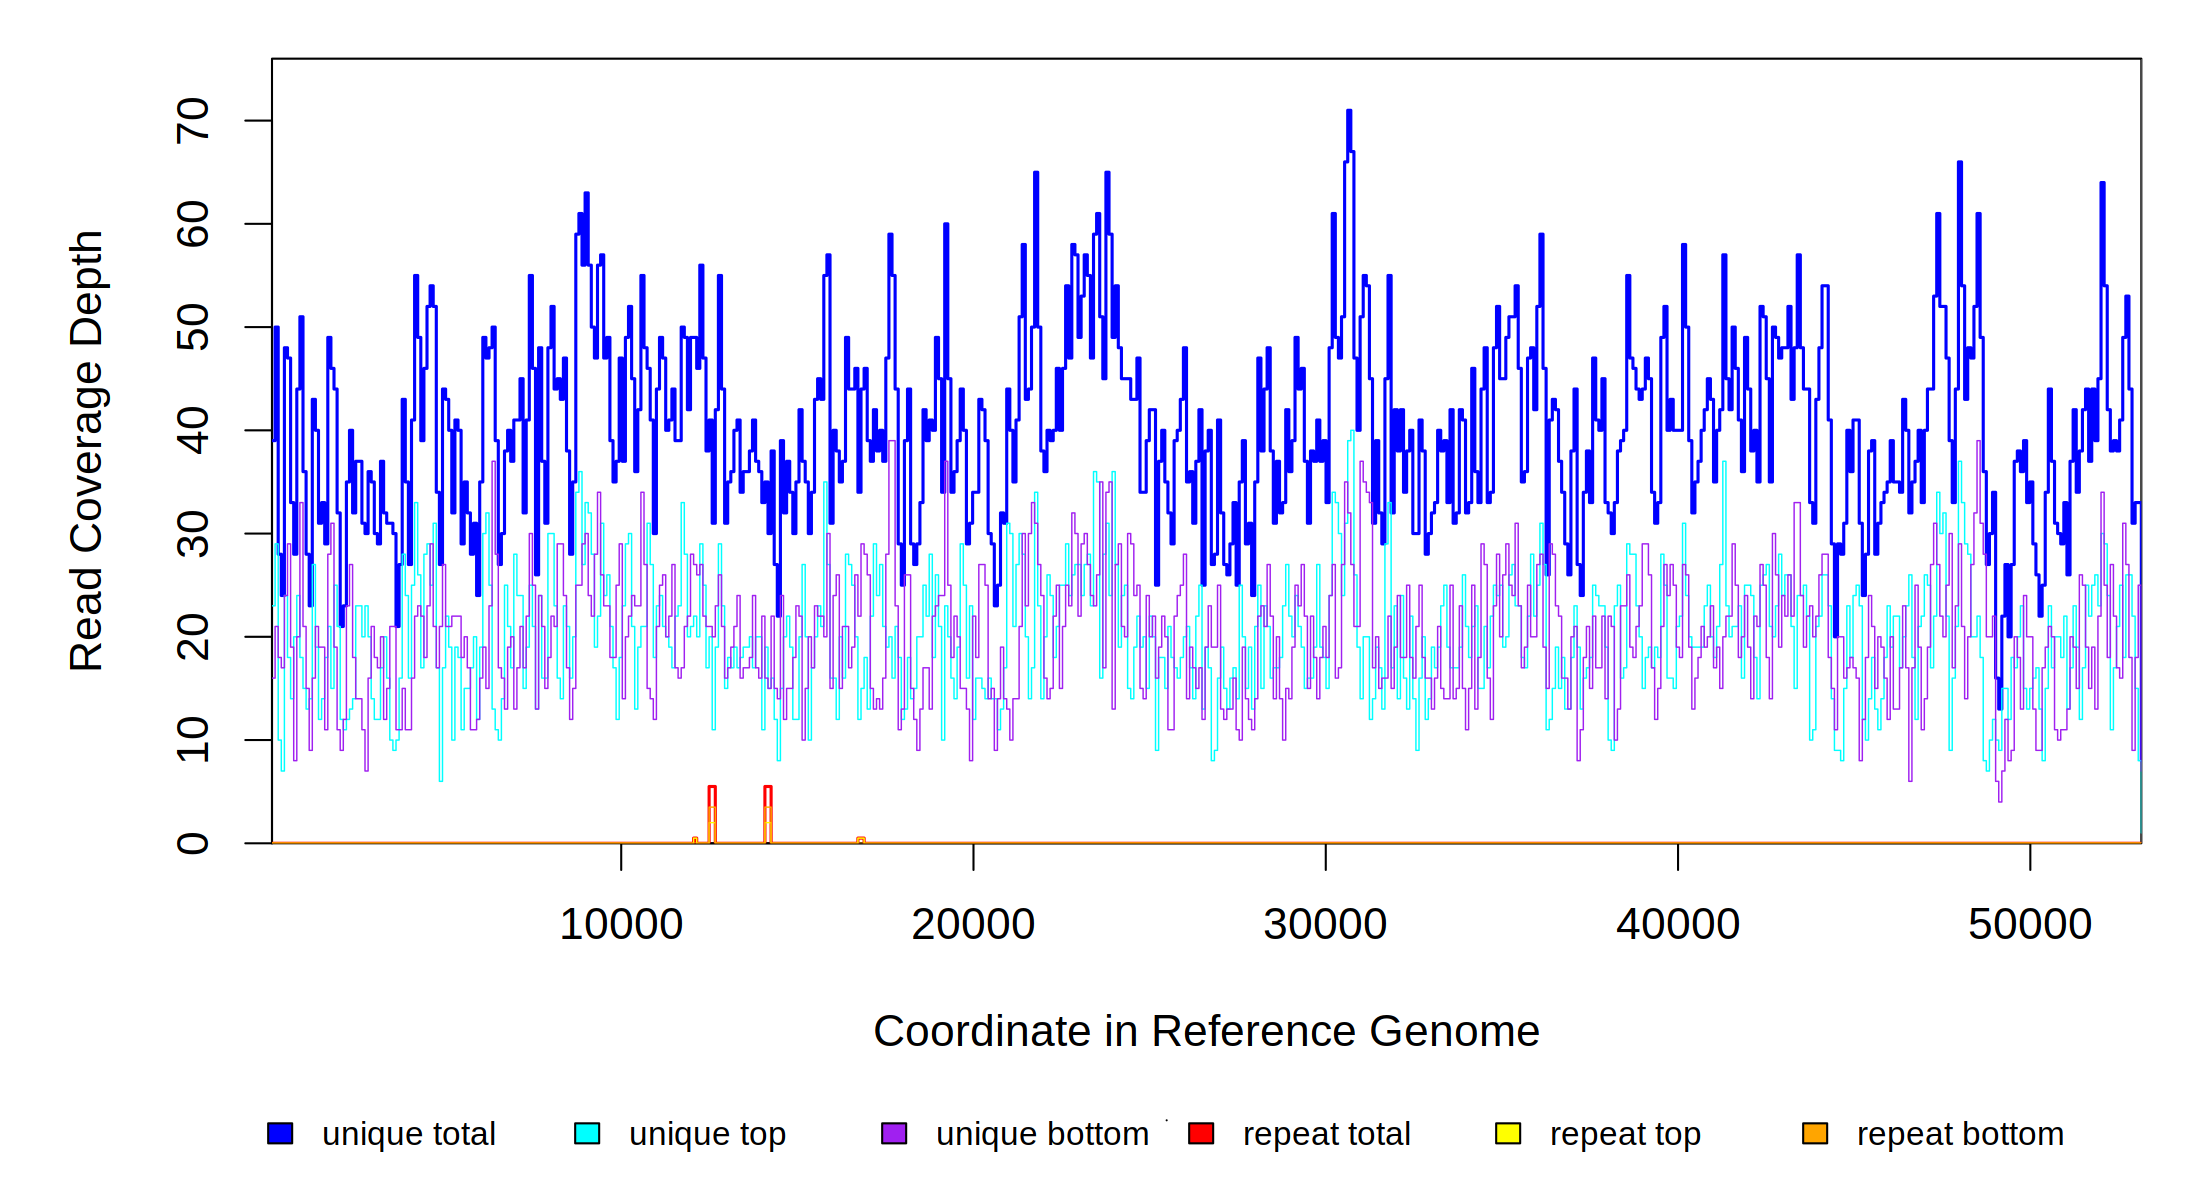 Read Coverage Depth
70
60
50
40
30
20
10
0
10000 20000 30000 40000 50000
Coordinate in Reference Genome
unique total unique top unique bottom repeat total repeat top repeat bottom